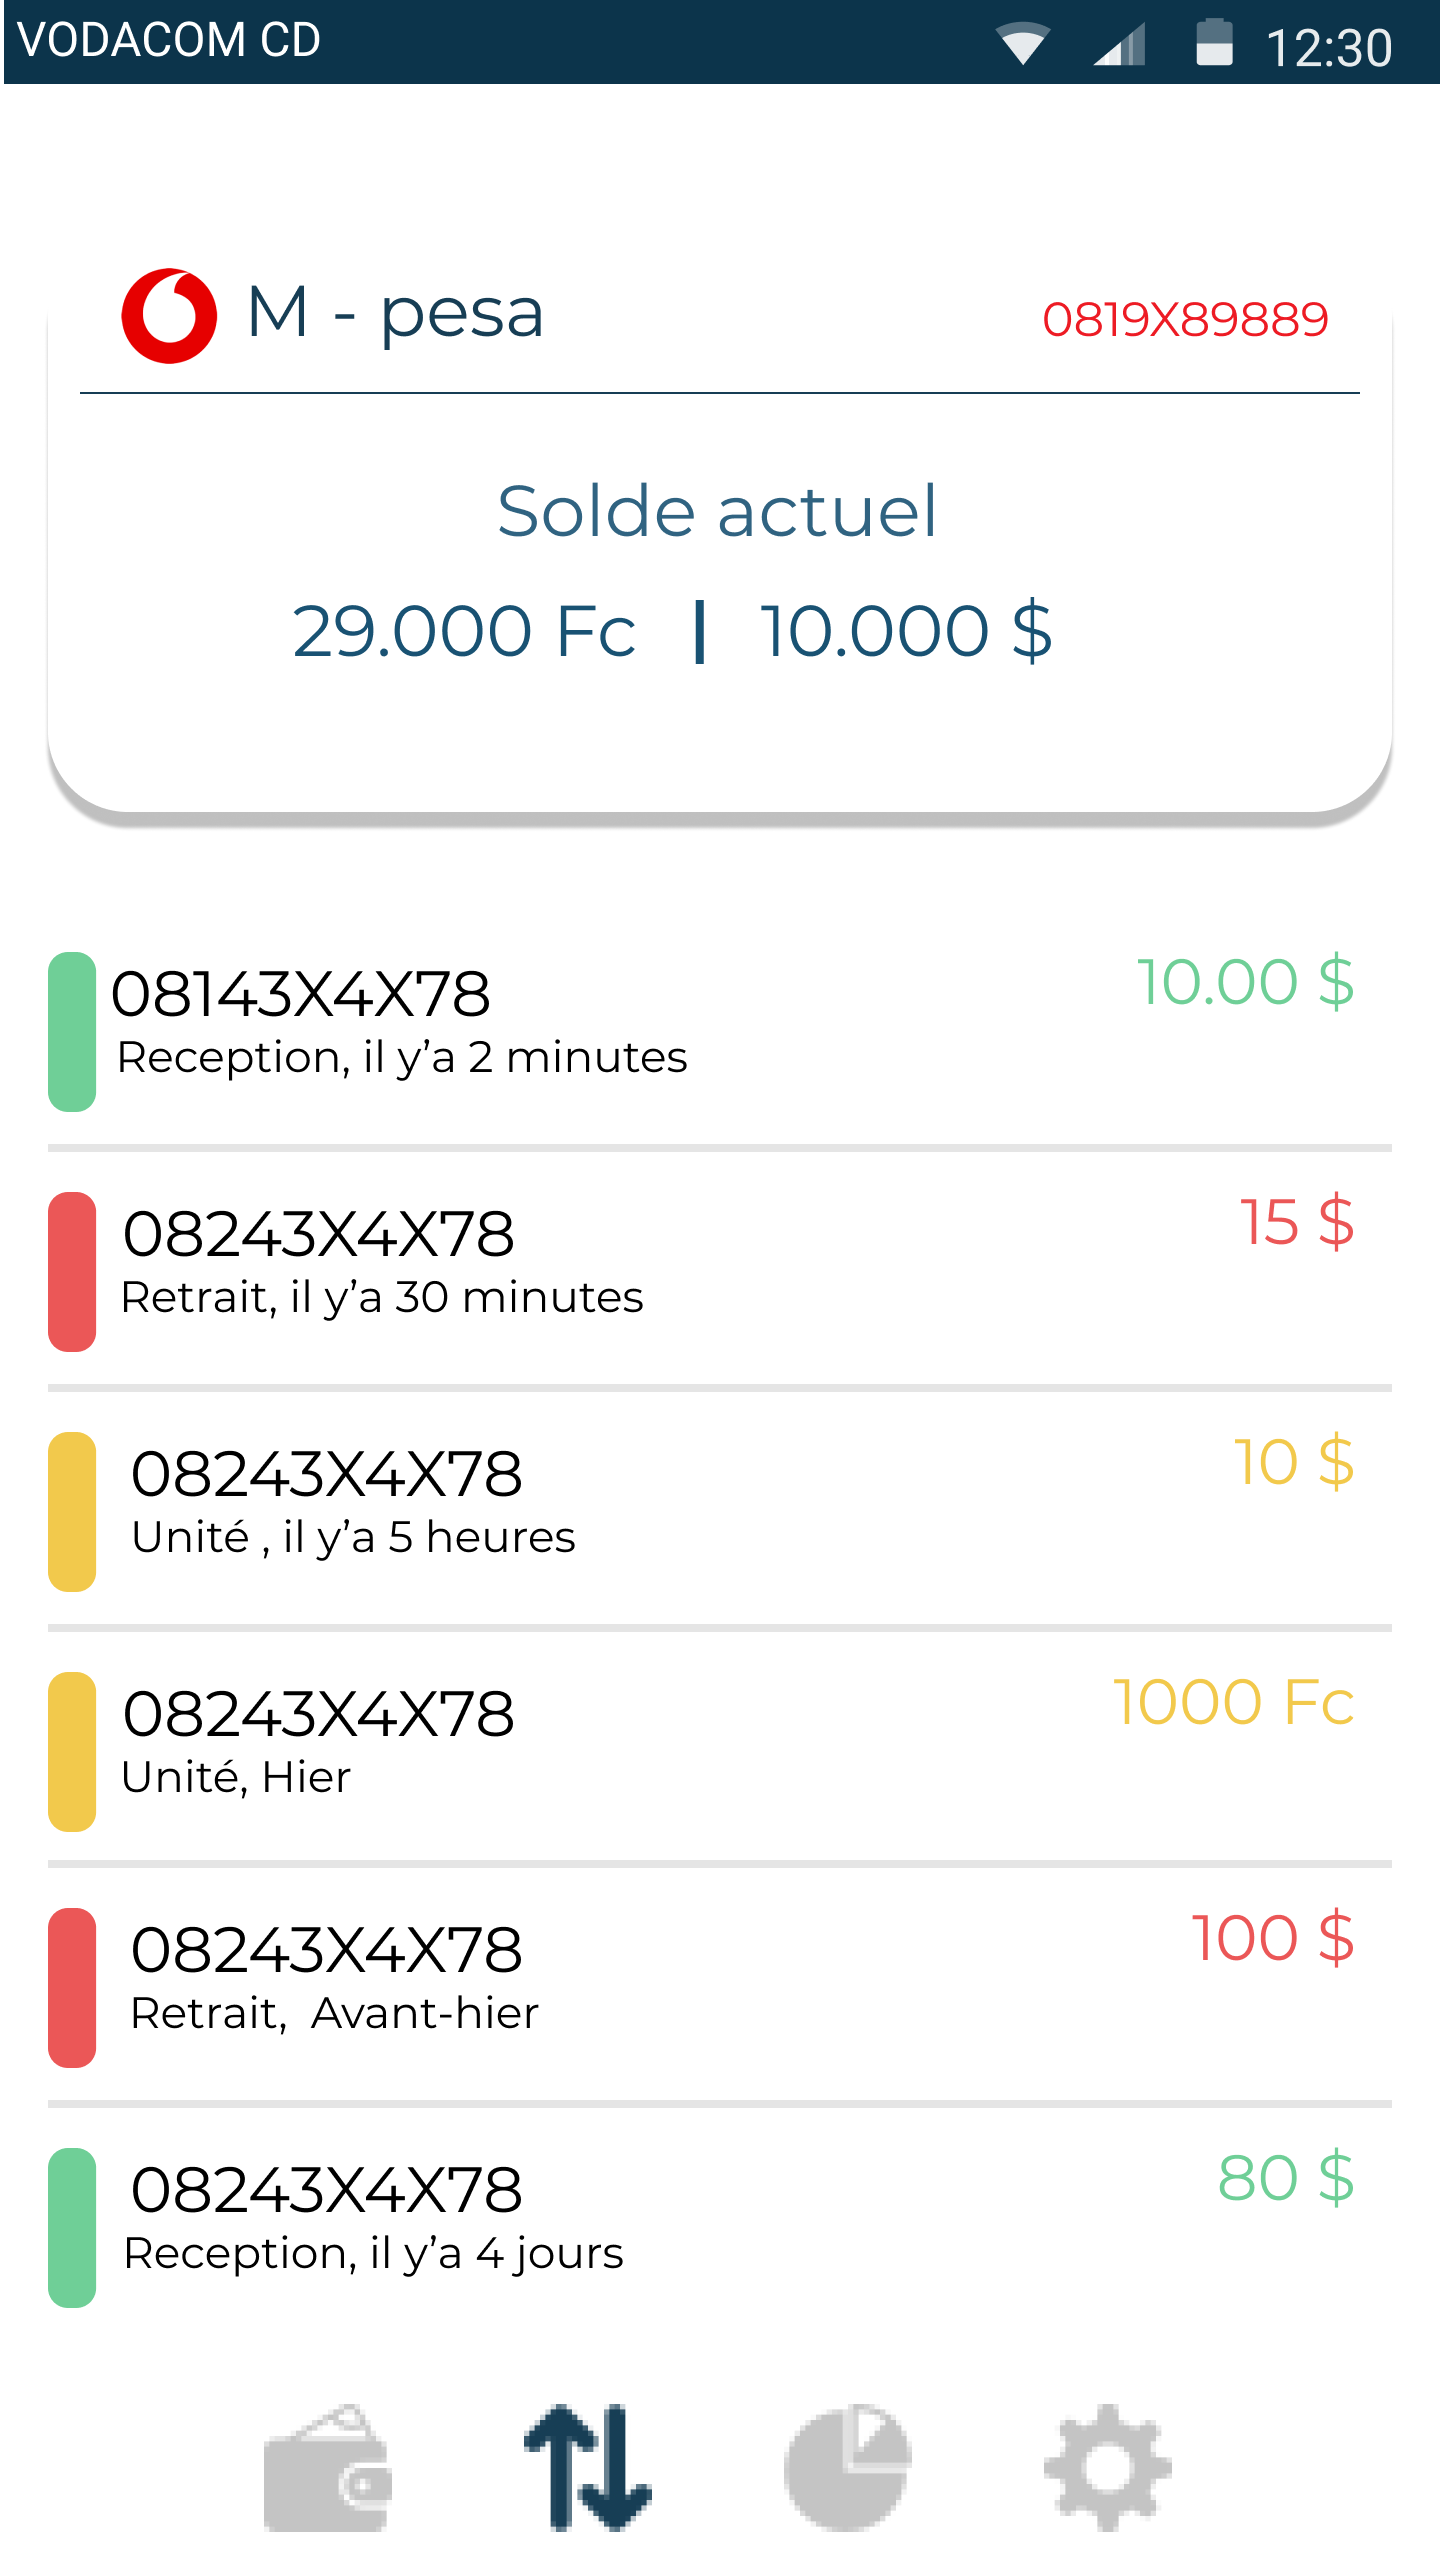 VODACOM CD 12:30
M - pesa 0819X89889
Solde actuel
29.000 Fc | 10.000 $
08143X4X78 10.00 $
Reception, il y’a 2 minutes
08243X4X78 15 $
Retrait, il y’a 30 minutes
08243X4X78 10 $
Unité , il y’a 5 heures
08243X4X78 1000 Fc
Unité, Hier
08243X4X78 100 $
Retrait,  Avant-hier
08243X4X78 80 $
Reception, il y’a 4 jours